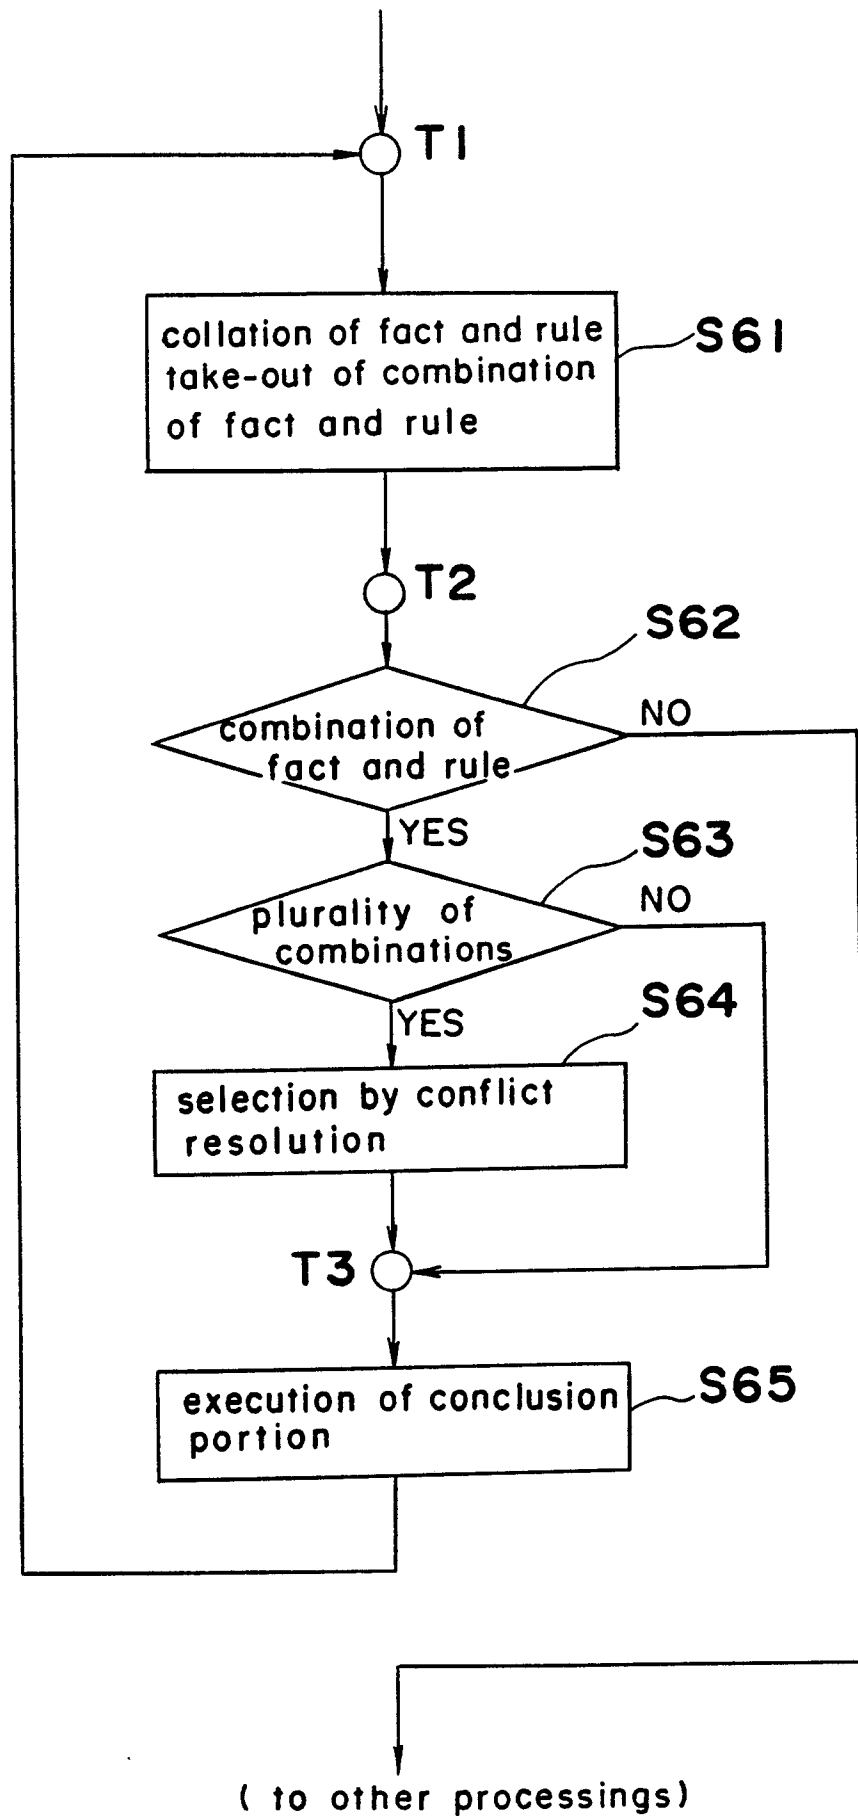 T1
collation of fact and rule
take-out of combination
of fact and rule
S61
T2
S62
combination of
fact and rule
NO
YES
S63
plurality of
combinations
NO
YES
S64
selection by conflict
resolution
T3
execution of conclusion
portion
S65
( to other processings)